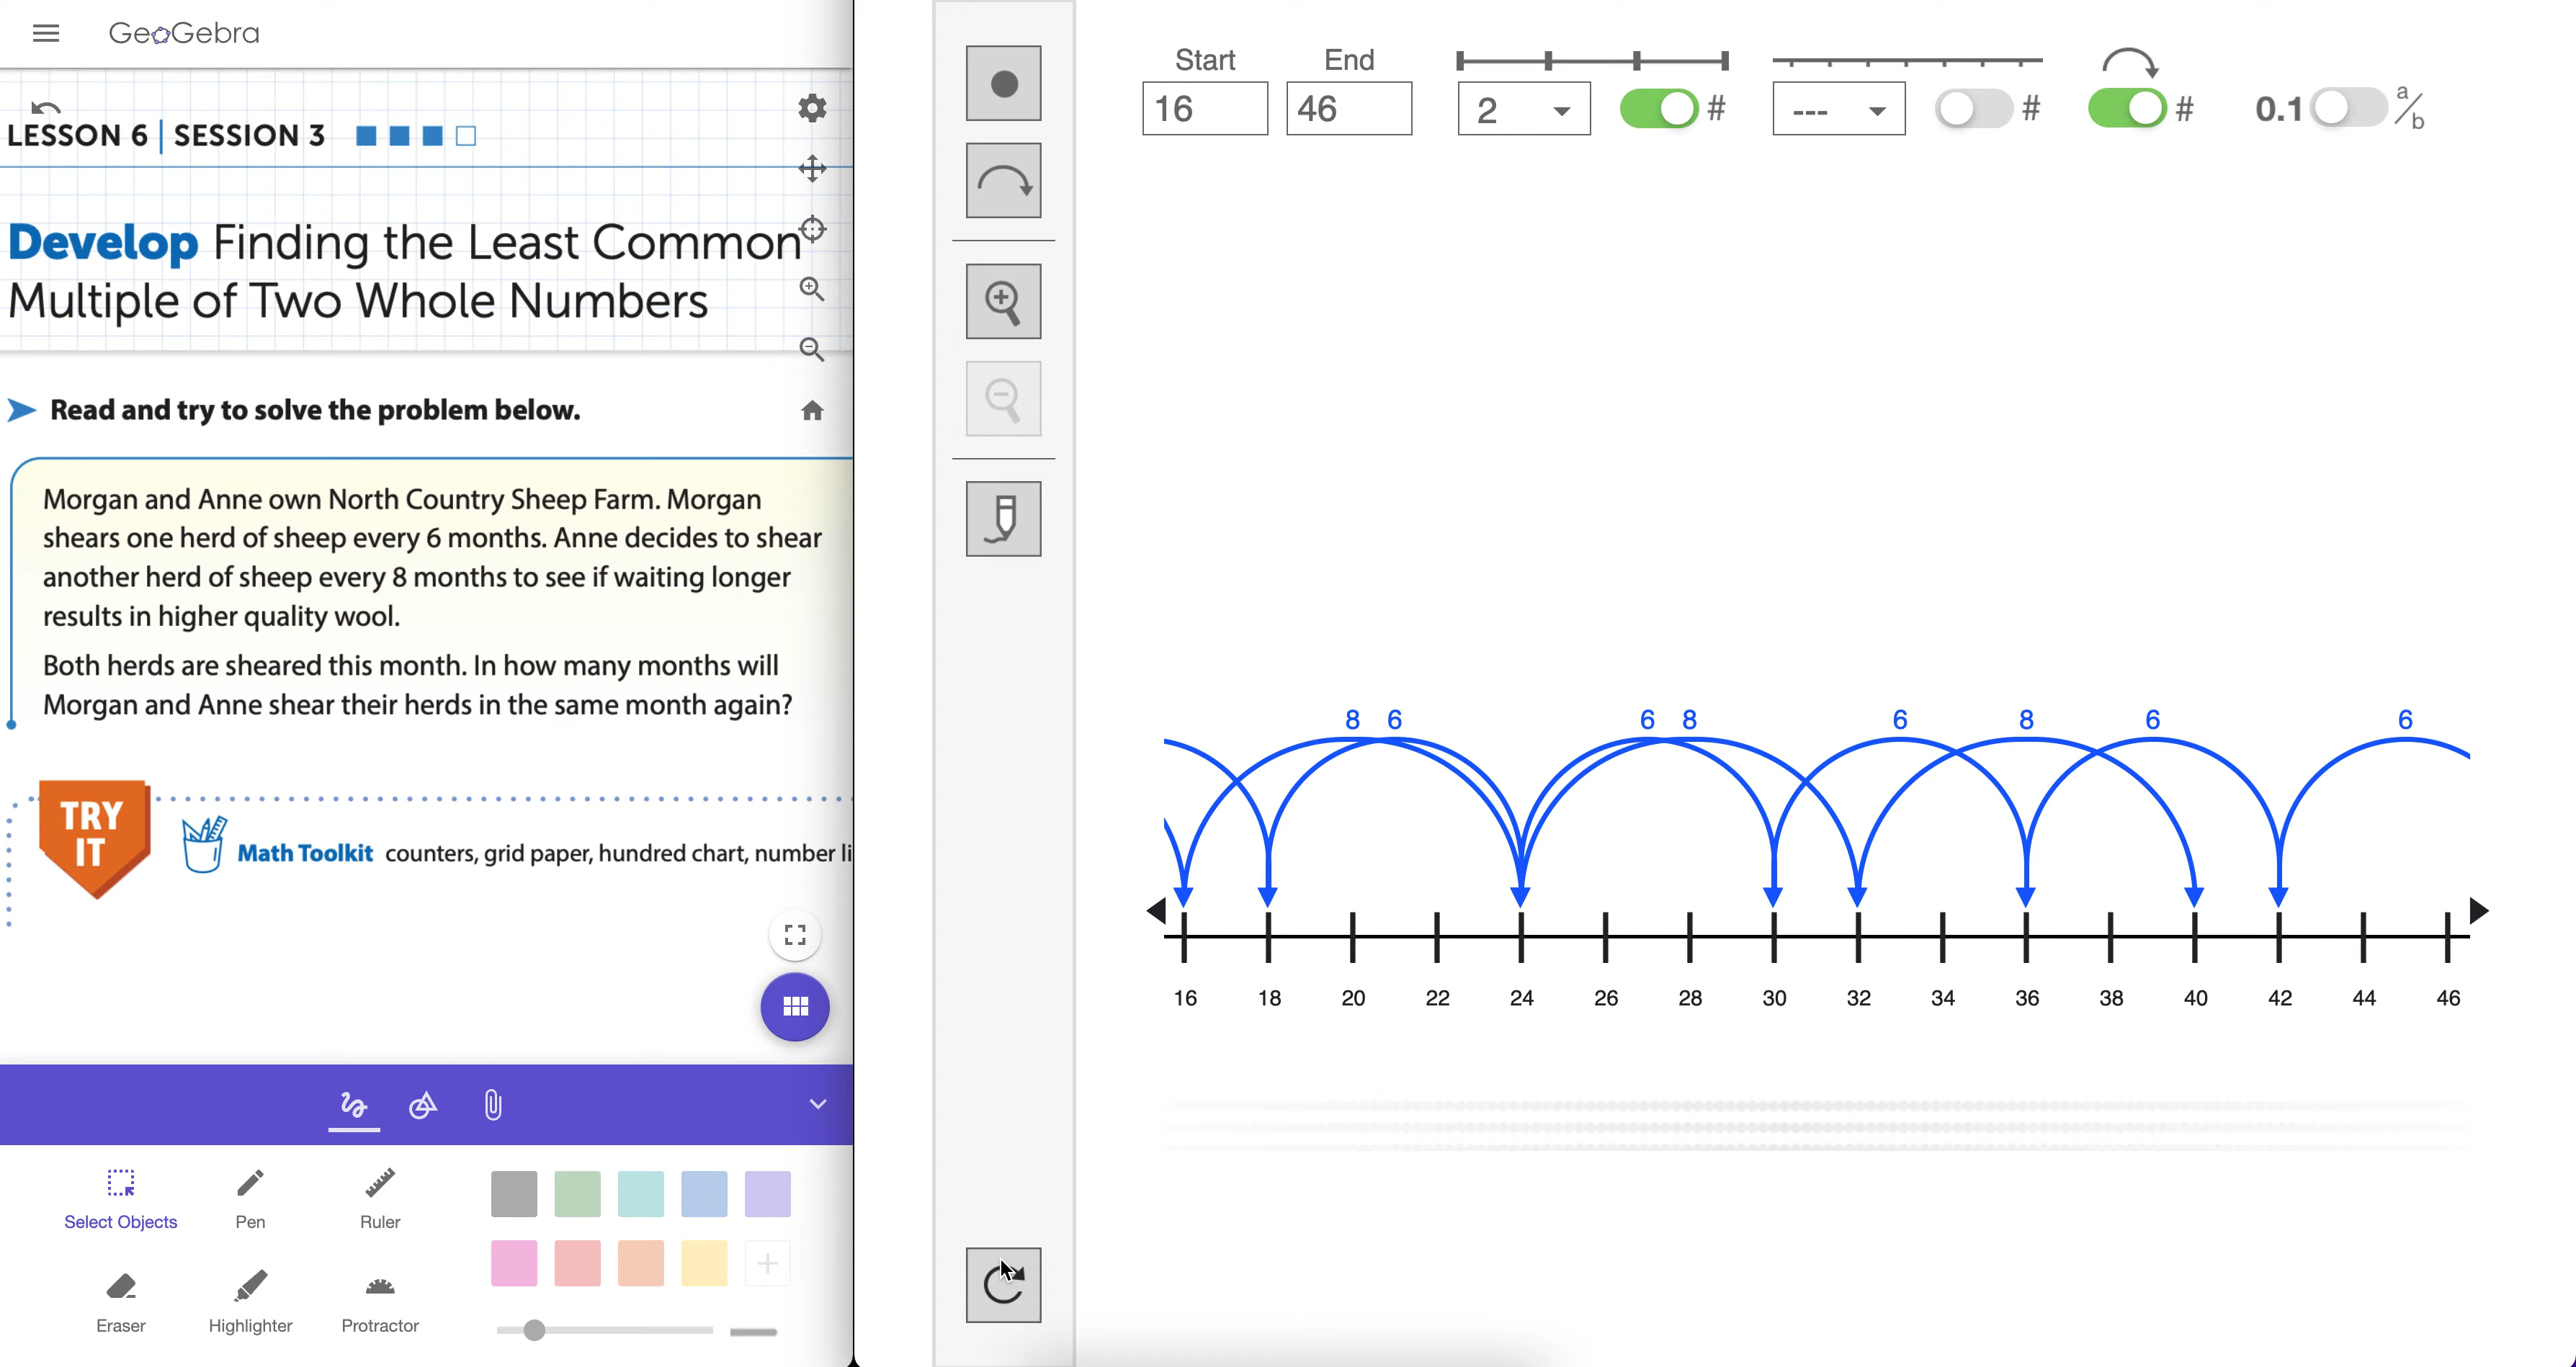 GeoGebra
LESSON 6 | SESSION 3
Develop Finding the Least Common
Multiple of Two Whole Numbers
Read and try to solve the problem below.
Morgan and Anne own North Country Sheep Farm. Morgan
shears one herd of sheep every 6 months. Anne decides to shear
another herd of sheep every 8 months to see if waiting longer
results in higher quality wool.
Both herds are sheared this month. In how many months will
Morgan and Anne shear their herds in the same month again?
TRY
IT
Math Toolkit counters, grid paper, hundred chart, number li
Select Objects Pen Ruler
Eraser Highlighter Protractor
Start End
16 46 2 # --- # # 0.1 a/b
8 6 6 8 6 8 6 6
16 18 20 22 24 26 28 30 32 34 36 38 40 42 44 46